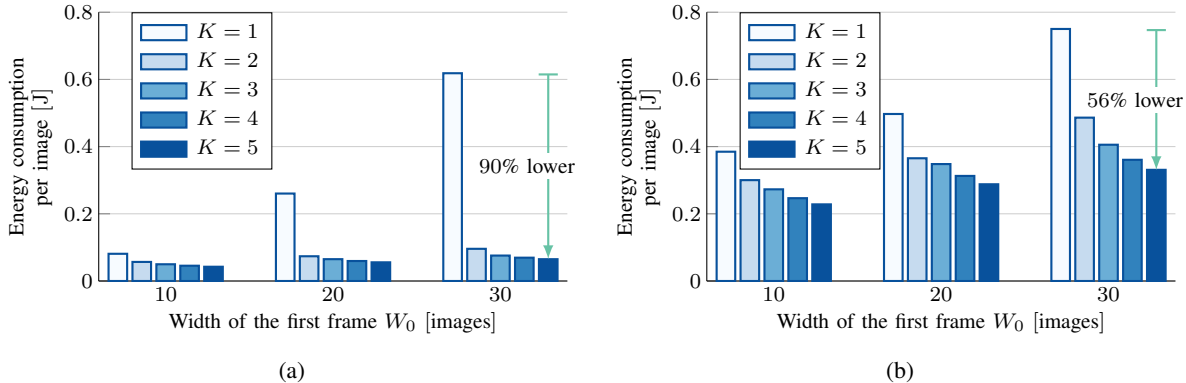 0.8
0.6
0.4
0.2
0
Energy consumption
per image [J]
K = 1
K = 2
K = 3
K = 4
K = 5
90% lower
10
20
30
Width of the first frame W₀ [images]
(a)
0.8
0.6
0.4
0.2
0
Energy consumption
per image [J]
K = 1
K = 2
K = 3
K = 4
K = 5
56% lower
10
20
30
Width of the first frame W₀ [images]
(b)